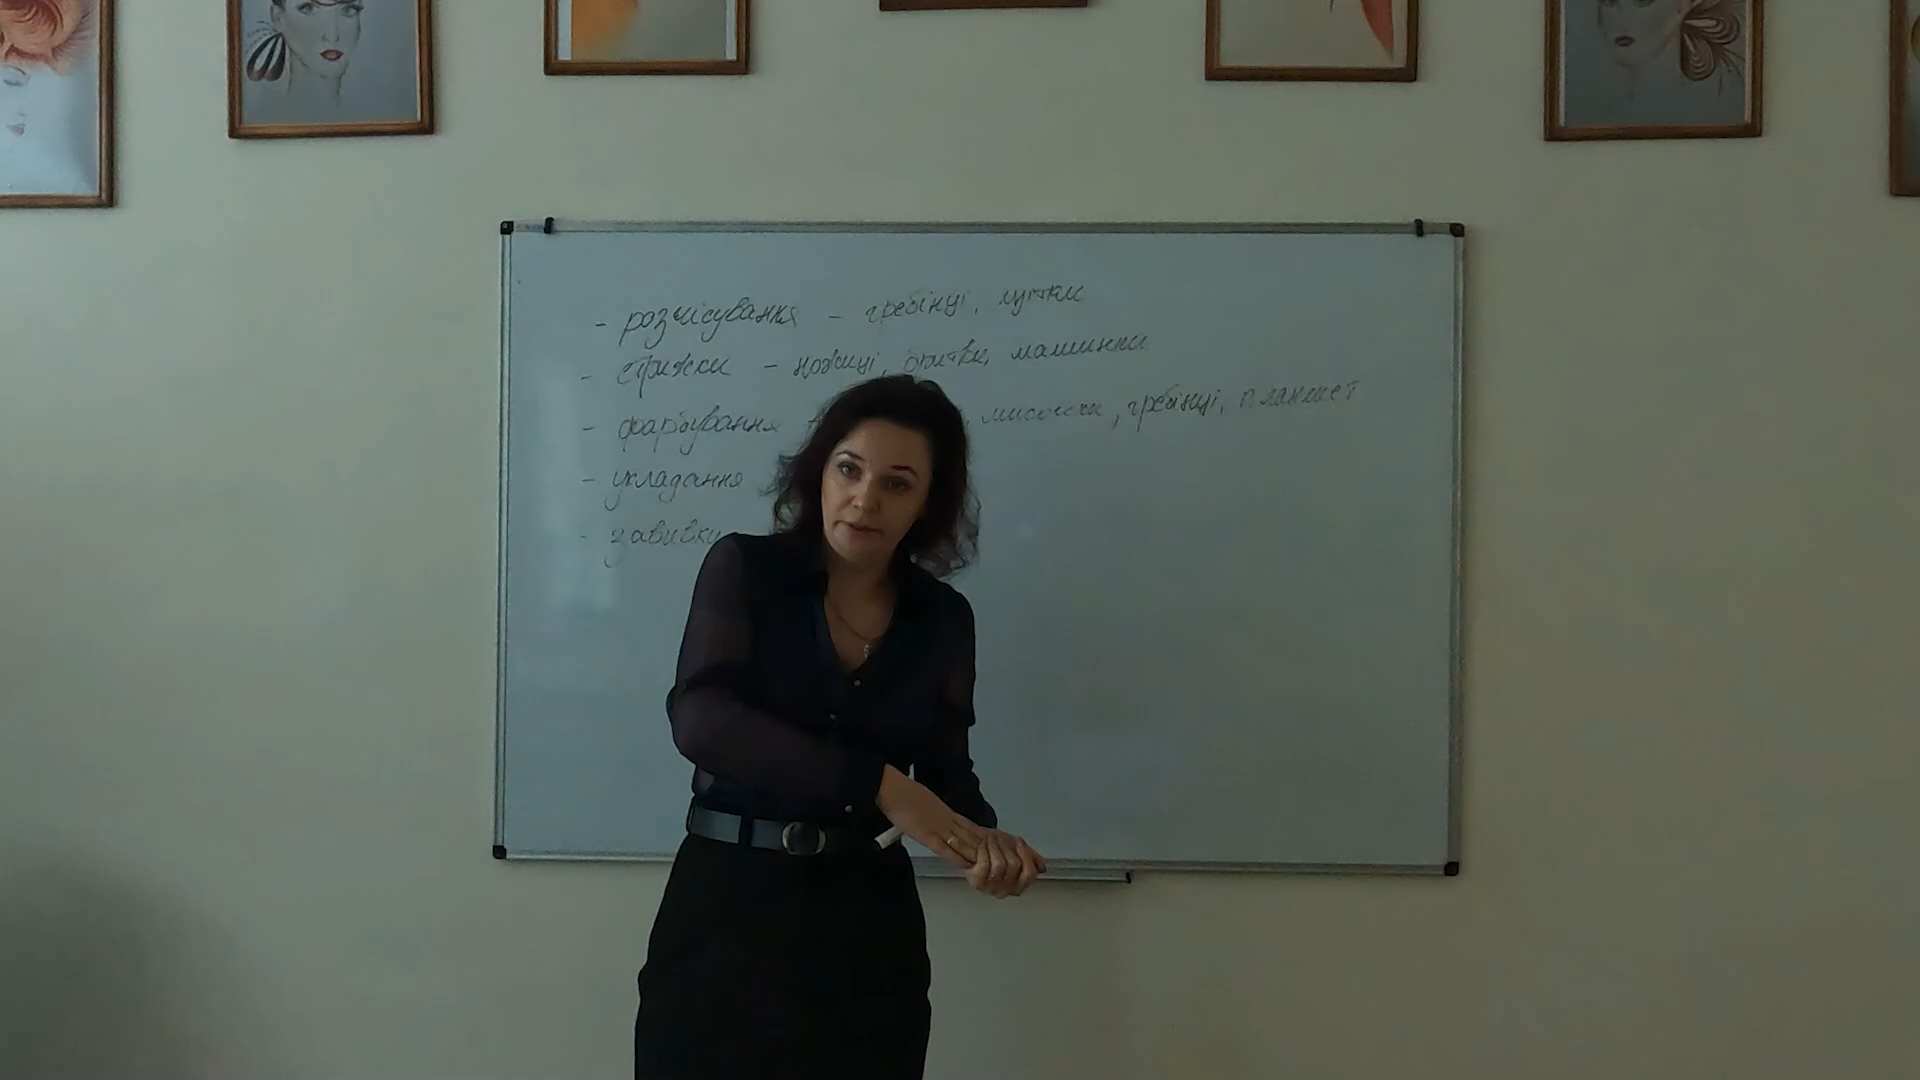 - розчісування - гребінці, щітки
- стрижки - ножиці, бритви, машинки
- фарбування мисочки, гребінці, планшет
- укладання
- завивки